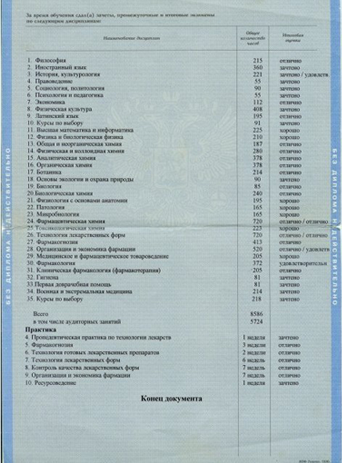 За время обучения сдал(а) зачеты, промежуточные и итоговые экзамены
по следующим дисциплинам:
Наименование дисциплин Общее количество часов Итоговая оценка
1. Философия 215 отлично
2. Иностранный язык 360 зачтено
3. История, культурология 221 зачтено / удовлетв
4. Правоведение 55 зачтено
5. Социология, политология 90 зачтено
6. Психология и педагогика 55 зачтено
7. Экономика 112 отлично
8. Физическая культура 408 зачтено
9. Латинский язык 195 отлично
10. Курсы по выбору 91 зачтено
11. Высшая математика и информатика 225 хорошо
12. Физика и биологическая физика 210 хорошо
13. Общая и неорганическая химия 187 отлично
14. Физическая и коллоидная химия 280 отлично
15. Аналитическая химия 378 отлично
16. Органическая химия 378 отлично
17. Ботаника 214 отлично
18. Основы экологии и охрана природы 90 зачтено
19. Биология 85 отлично
20. Биологическая химия 240 отлично
21. Физиология с основами анатомии 195 хорошо
22. Патология 165 хорошо
23. Микробиология 165 хорошо
24. Фармацевтическая химия 720 отлично / отлично
25. Токсикологическая химия 225 хорошо
26. Технология лекарственных форм 720 отлично / отлично
27. Фармакогнозия 413 отлично
28. Организация и экономика фармации 520 отлично / удовлетв
29. Медицинское и фармацевтическое товароведение 205 хорошо
30. Фармакология 372 удовлетворительн
31. Клиническая фармакология (фармакотерапия) 205 отлично
32. Гигиена 81 зачтено
33. Первая доврачебная помощь 81 зачтено
34. Военная и экстремальная медицина 214 зачтено
35. Курсы по выбору 218 зачтено
Всего 8586
в том числе аудиторных занятий 5724
Практика
4. Пропедевтическая практика по технологии лекарств 1 неделя зачтено
5. Фармакогнозия 3 недели отлично
6. Технология готовых лекарственных препаратов 2 недели отлично
7. Технология лекарственных форм 6 недель отлично
8. Контроль качества лекарственных форм 7 недель отлично
9. Организация и экономика фармации 7 недель отлично
10. Ресурсоведение 1 неделя зачтено
Конец документа
БЕЗ ДИПЛОМА НЕДЕЙСТВИТЕЛЬНО
БЕЗ ДИПЛОМА НЕДЕЙСТВИТЕЛЬНО